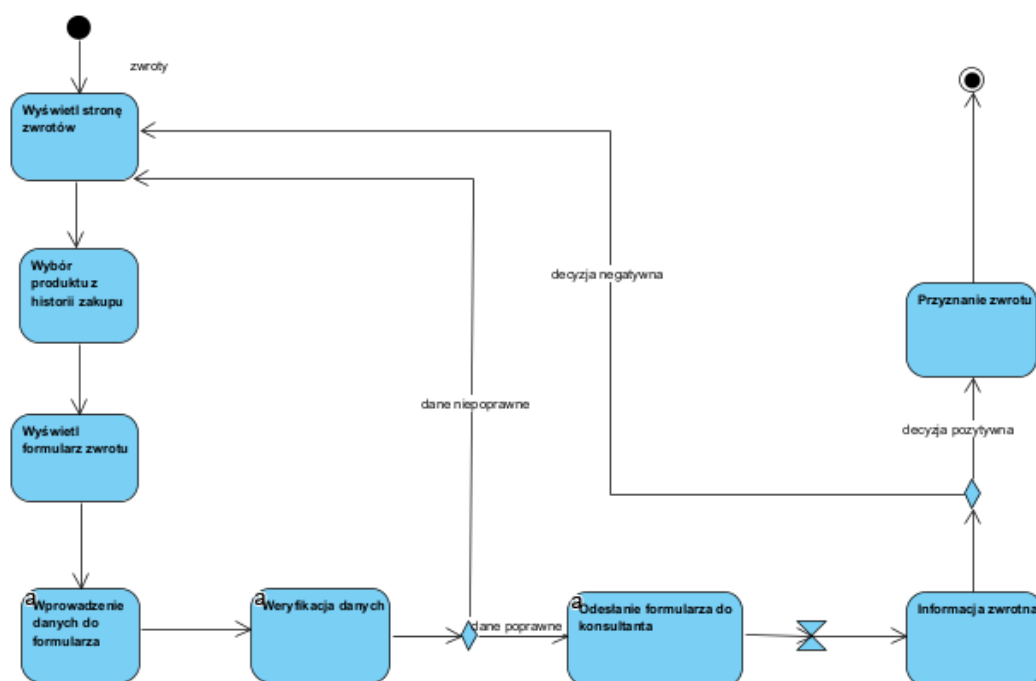 zwroty
Wyświetl stronę
zwrotów
decyzja negatywna
Wybór
produktu z
historii zakupu
Przyznanie zwrotu
dane niepoprawne
decyzja pozytywna
Wyświetl
formularz zwrotu
a
Wprowadzenie
danych do
formularza
a
Weryfikacja danych
dane poprawne
a
Odesłanie formularza do
konsultanta
Informacja zwrotna